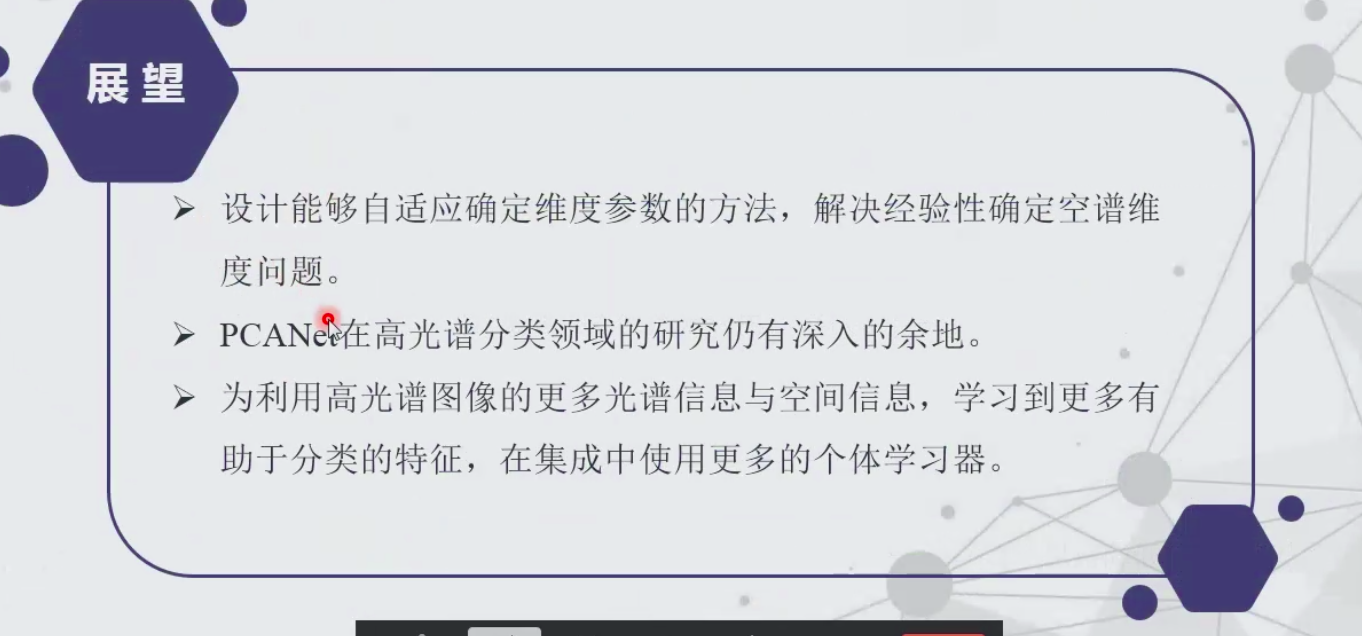 展望
设计能够自适应确定维度参数的方法，解决经验性确定空谱维
度问题。
PCANet在高光谱分类领域的研究仍有深入的余地。
为利用高光谱图像的更多光谱信息与空间信息，学习到更多有
助于分类的特征，在集成中使用更多的个体学习器。